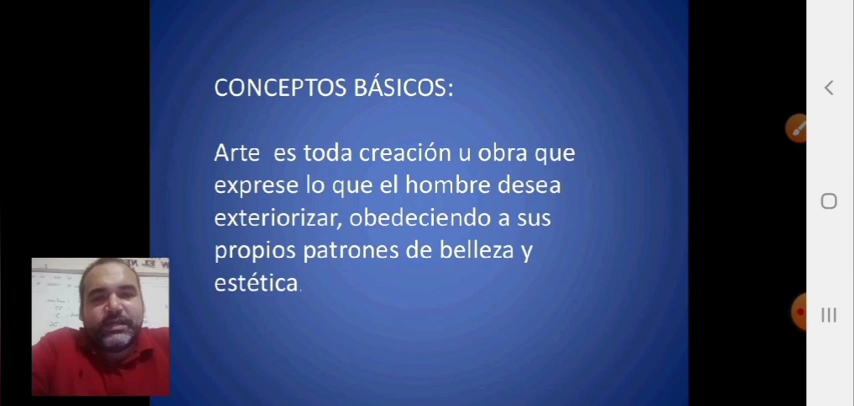 CONCEPTOS BÁSICOS:
Arte es toda creación u obra que
exprese lo que el hombre desea
exteriorizar, obedeciendo a sus
propios patrones de belleza y
estética.